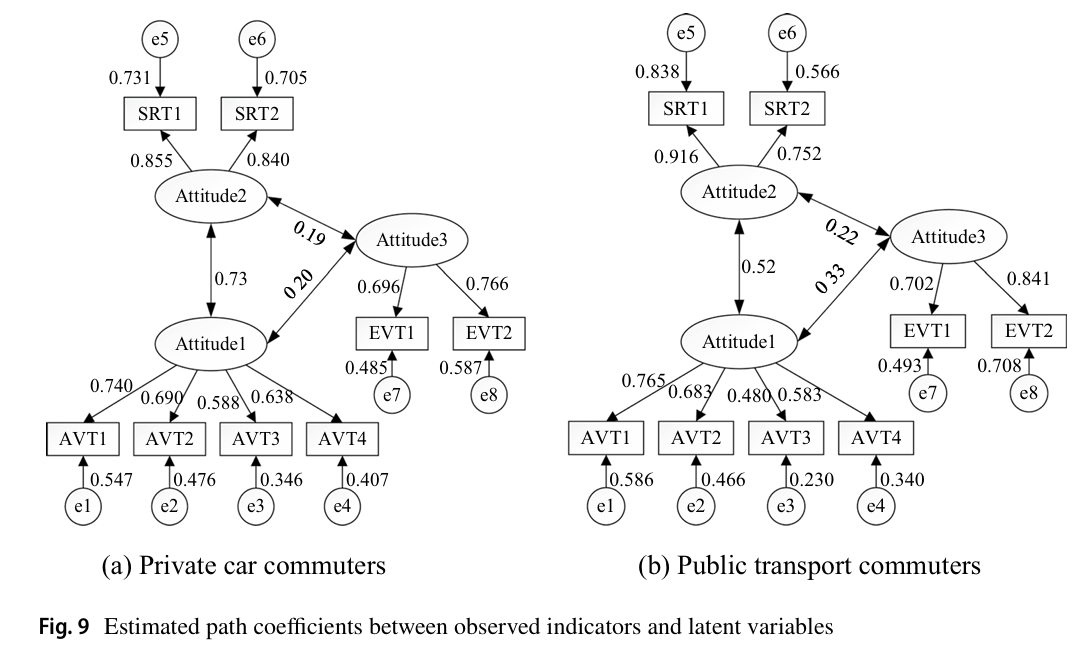 e5 e6 e5 e6
0.731 0.705 0.838 0.566
SRT1 SRT2 SRT1 SRT2
0.855 0.840 0.916 0.752
Attitude2 Attitude2
0.19 Attitude3 0.22 Attitude3
0.73 0 20 0.696 0.766 0.52 0 33 0.702 0.841
Attitude1 EVT1 EVT2 Attitude1 EVT1 EVT2
0.485 0.587 0.493 0.708
0.740 0.690 0.588 0.638 e7 e8 0.765 0.683 0.480 0.583 e7 e8
AVT1 AVT2 AVT3 AVT4 AVT1 AVT2 AVT3 AVT4
0.547 0.476 0.346 0.407 0.586 0.466 0.230 0.340
e1 e2 e3 e4 e1 e2 e3 e4
(a) Private car commuters (b) Public transport commuters
Fig. 9 Estimated path coefficients between observed indicators and latent variables